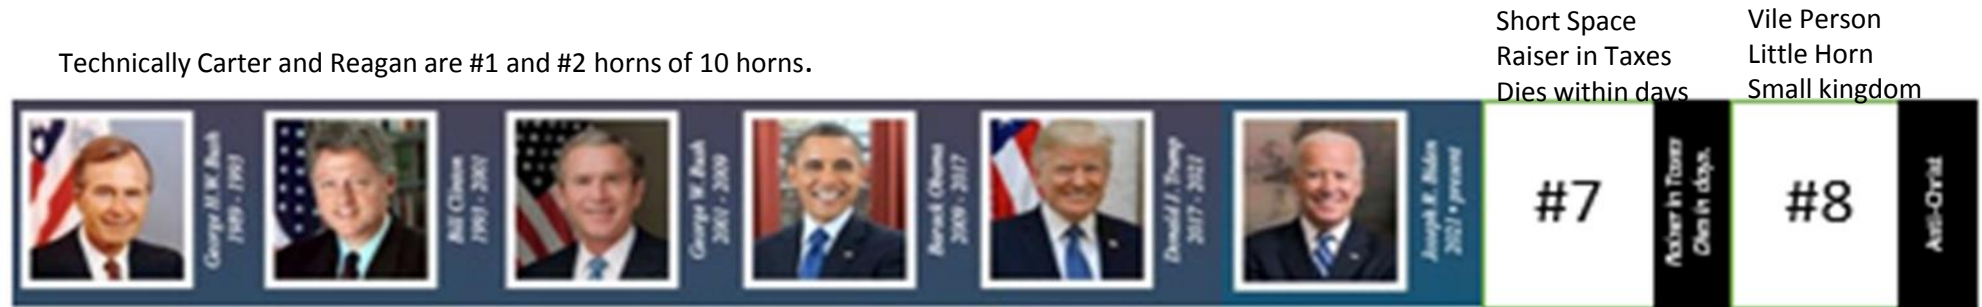 Technically Carter and Reagan are #1 and #2 horns of 10 horns.
Short Space
Raiser in Taxes
Dies within days
Vile Person
Little Horn
Small kingdom
George H.W. Bush
1989 - 1993
Bill Clinton
1993 - 2001
George W. Bush
2001 - 2009
Barack Obama
2009 - 2017
Donald J. Trump
2017 - 2021
Joseph R. Biden
2021 • present
#7
Raiser in Taxes
Dies in days.
#8
Anti-Christ